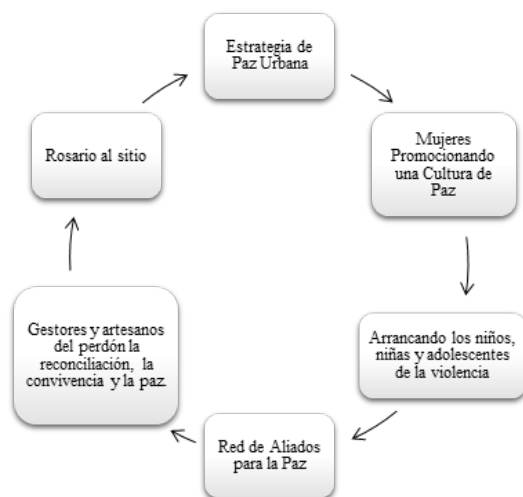 Estrategia de
Paz Urbana
Mujeres
Promocionando
una Cultura de
Paz
Arrancando los niños,
niñas y adolescentes
de la violencia
Red de Aliados
para la Paz
Gestores y artesanos
del perdón la
reconciliación, la
convivencia y la paz.
Rosario al sitio